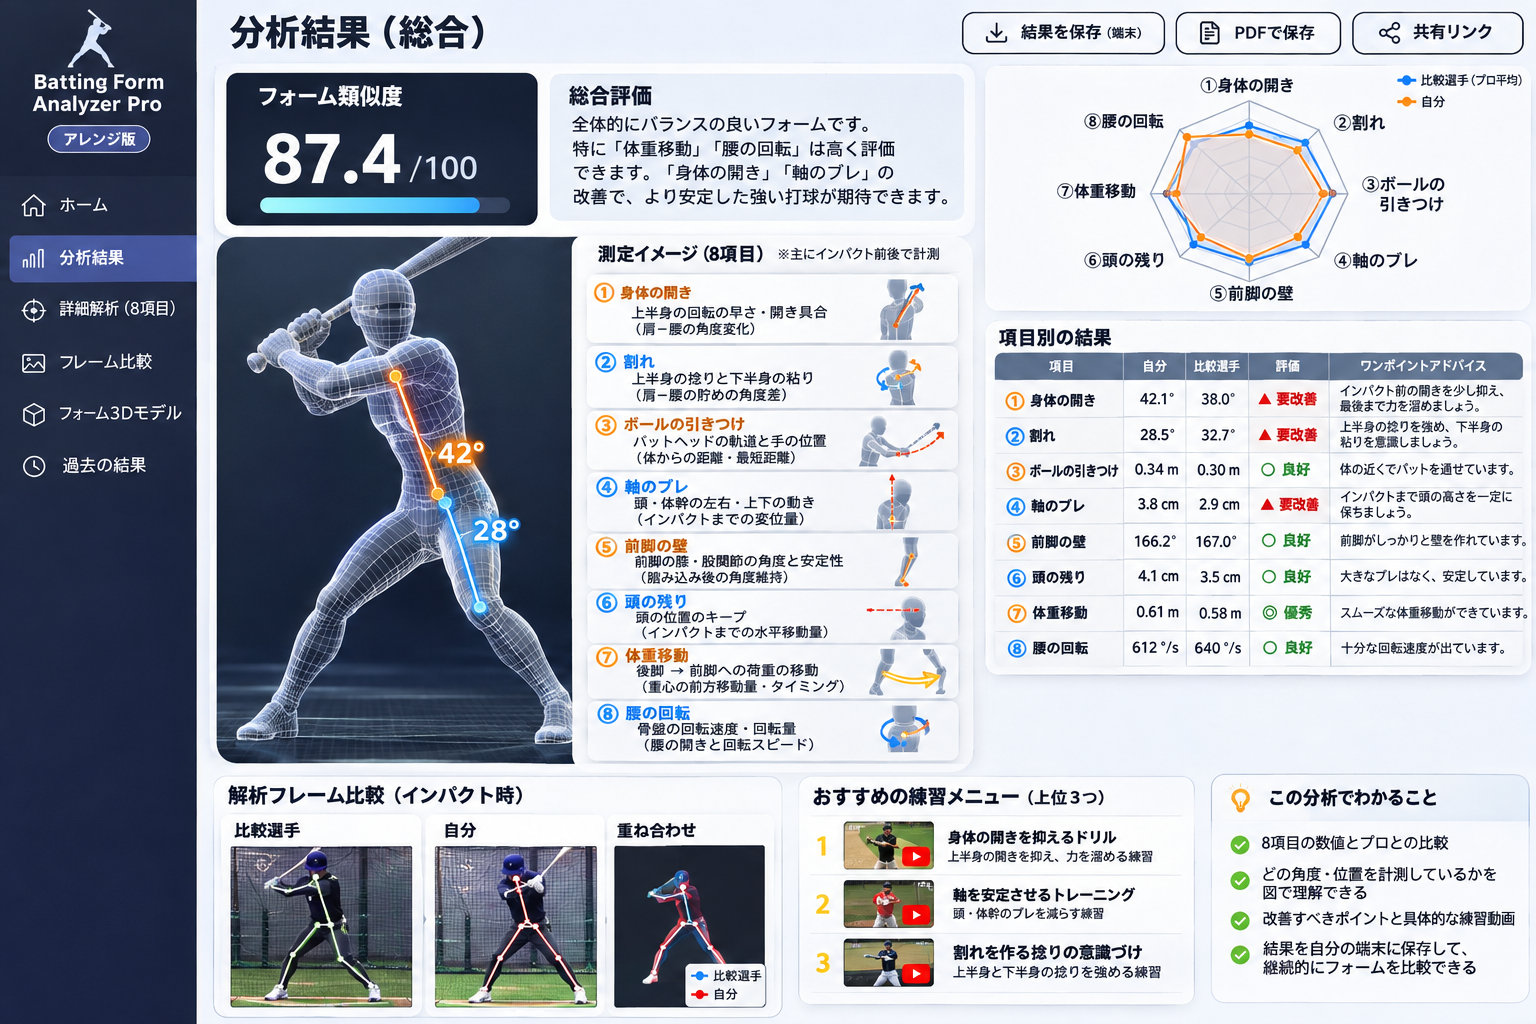 Batting Form
Analyzer Pro
アレンジ版
ホーム
分析結果
詳細解析（8項目）
フレーム比較
フォーム3Dモデル
過去の結果
分析結果（総合）
結果を保存（端末）
PDFで保存
共有リンク
フォーム類似度
87.4 /100
総合評価
全体的にバランスの良いフォームです。
特に「体重移動」「腰の回転」は高く評価
できます。「身体の開き」「軸のブレ」の
改善で、より安定した強い打球が期待できます。
42°
28°
測定イメージ（8項目） ※主にインパクト前後で計測
① 身体の開き
上半身の回転の早さ・開き具合
（肩－腰の角度変化）
② 割れ
上半身の捻りと下半身の粘り
（肩－腰の貯めの角度差）
③ ボールの引きつけ
バットヘッドの軌道と手の位置
（体からの距離・最短距離）
④ 軸のブレ
頭・体幹の左右・上下の動き
（インパクトまでの変位量）
⑤ 前脚の壁
前脚の膝・股関節の角度と安定性
（踏み込み後の角度維持）
⑥ 頭の残り
頭の位置のキープ
（インパクトまでの水平移動量）
⑦ 体重移動
後脚 → 前脚への荷重の移動
（重心の前方移動量・タイミング）
⑧ 腰の回転
骨盤の回転速度・回転量
（腰の開きと回転スピード）
比較選手（プロ平均）
自分
①身体の開き
②割れ
③ボールの
引きつけ
④軸のブレ
⑤前脚の壁
⑥頭の残り
⑦体重移動
⑧腰の回転
項目別の結果
項目 自分 比較選手 評価 ワンポイントアドバイス
① 身体の開き 42.1° 38.0° ▲ 要改善 インパクト前の開きを少し抑え、
最後まで力を溜めましょう。
② 割れ 28.5° 32.7° ▲ 要改善 上半身の捻りを強め、下半身の
粘りを意識しましょう。
③ ボールの引きつけ 0.34 m 0.30 m ○ 良好 体の近くでバットを通せています。
④ 軸のブレ 3.8 cm 2.9 cm ▲ 要改善 インパクトまで頭の高さを一定に
保ちましょう。
⑤ 前脚の壁 166.2° 167.0° ○ 良好 前脚がしっかりと壁を作れています。
⑥ 頭の残り 4.1 cm 3.5 cm ○ 良好 大きなブレはなく、安定しています。
⑦ 体重移動 0.61 m 0.58 m ◎ 優秀 スムーズな体重移動ができています。
⑧ 腰の回転 612 °/s 640 °/s ○ 良好 十分な回転速度が出ています。
解析フレーム比較（インパクト時）
比較選手
自分
重ね合わせ
比較選手
自分
おすすめの練習メニュー（上位３つ）
1 身体の開きを抑えるドリル
上半身の開きを抑え、力を溜める練習
2 軸を安定させるトレーニング
頭・体幹のブレを減らす練習
3 割れを作る捻りの意識づけ
上半身と下半身の捻りを強める練習
この分析でわかること
8項目の数値とプロとの比較
どの角度・位置を計測しているかを
図で理解できる
改善すべきポイントと具体的な練習動画
結果を自分の端末に保存して、
継続的にフォームを比較できる